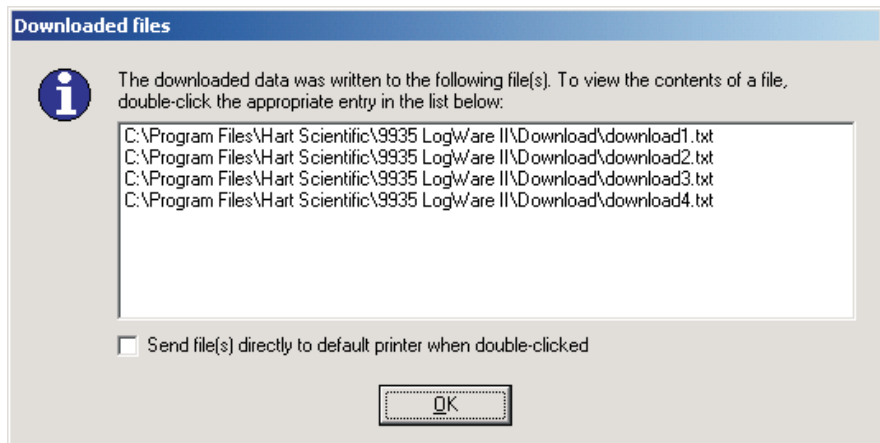 Downloaded files
The downloaded data was written to the following file(s). To view the contents of a file,
double-click the appropriate entry in the list below:
C:\Program Files\Hart Scientific\9935 LogWare II\Download\download1.txt
C:\Program Files\Hart Scientific\9935 LogWare II\Download\download2.txt
C:\Program Files\Hart Scientific\9935 LogWare II\Download\download3.txt
C:\Program Files\Hart Scientific\9935 LogWare II\Download\download4.txt
Send file(s) directly to default printer when double-clicked
OK